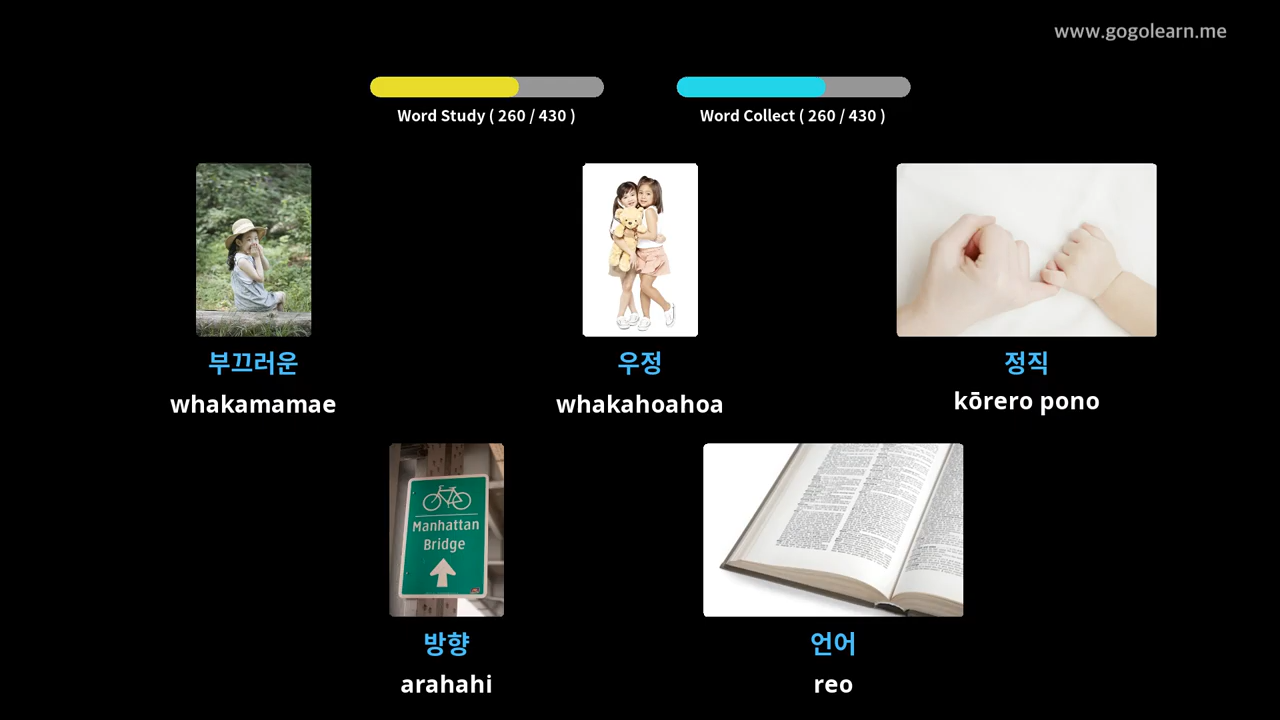 www.gogolearn.me
Word Study ( 260 / 430 )
Word Collect ( 260 / 430 )
부끄러운
whakamamae
우정
whakahoahoa
정직
kōrero pono
Manhattan
Bridge
방향
arahahi
언어
reo